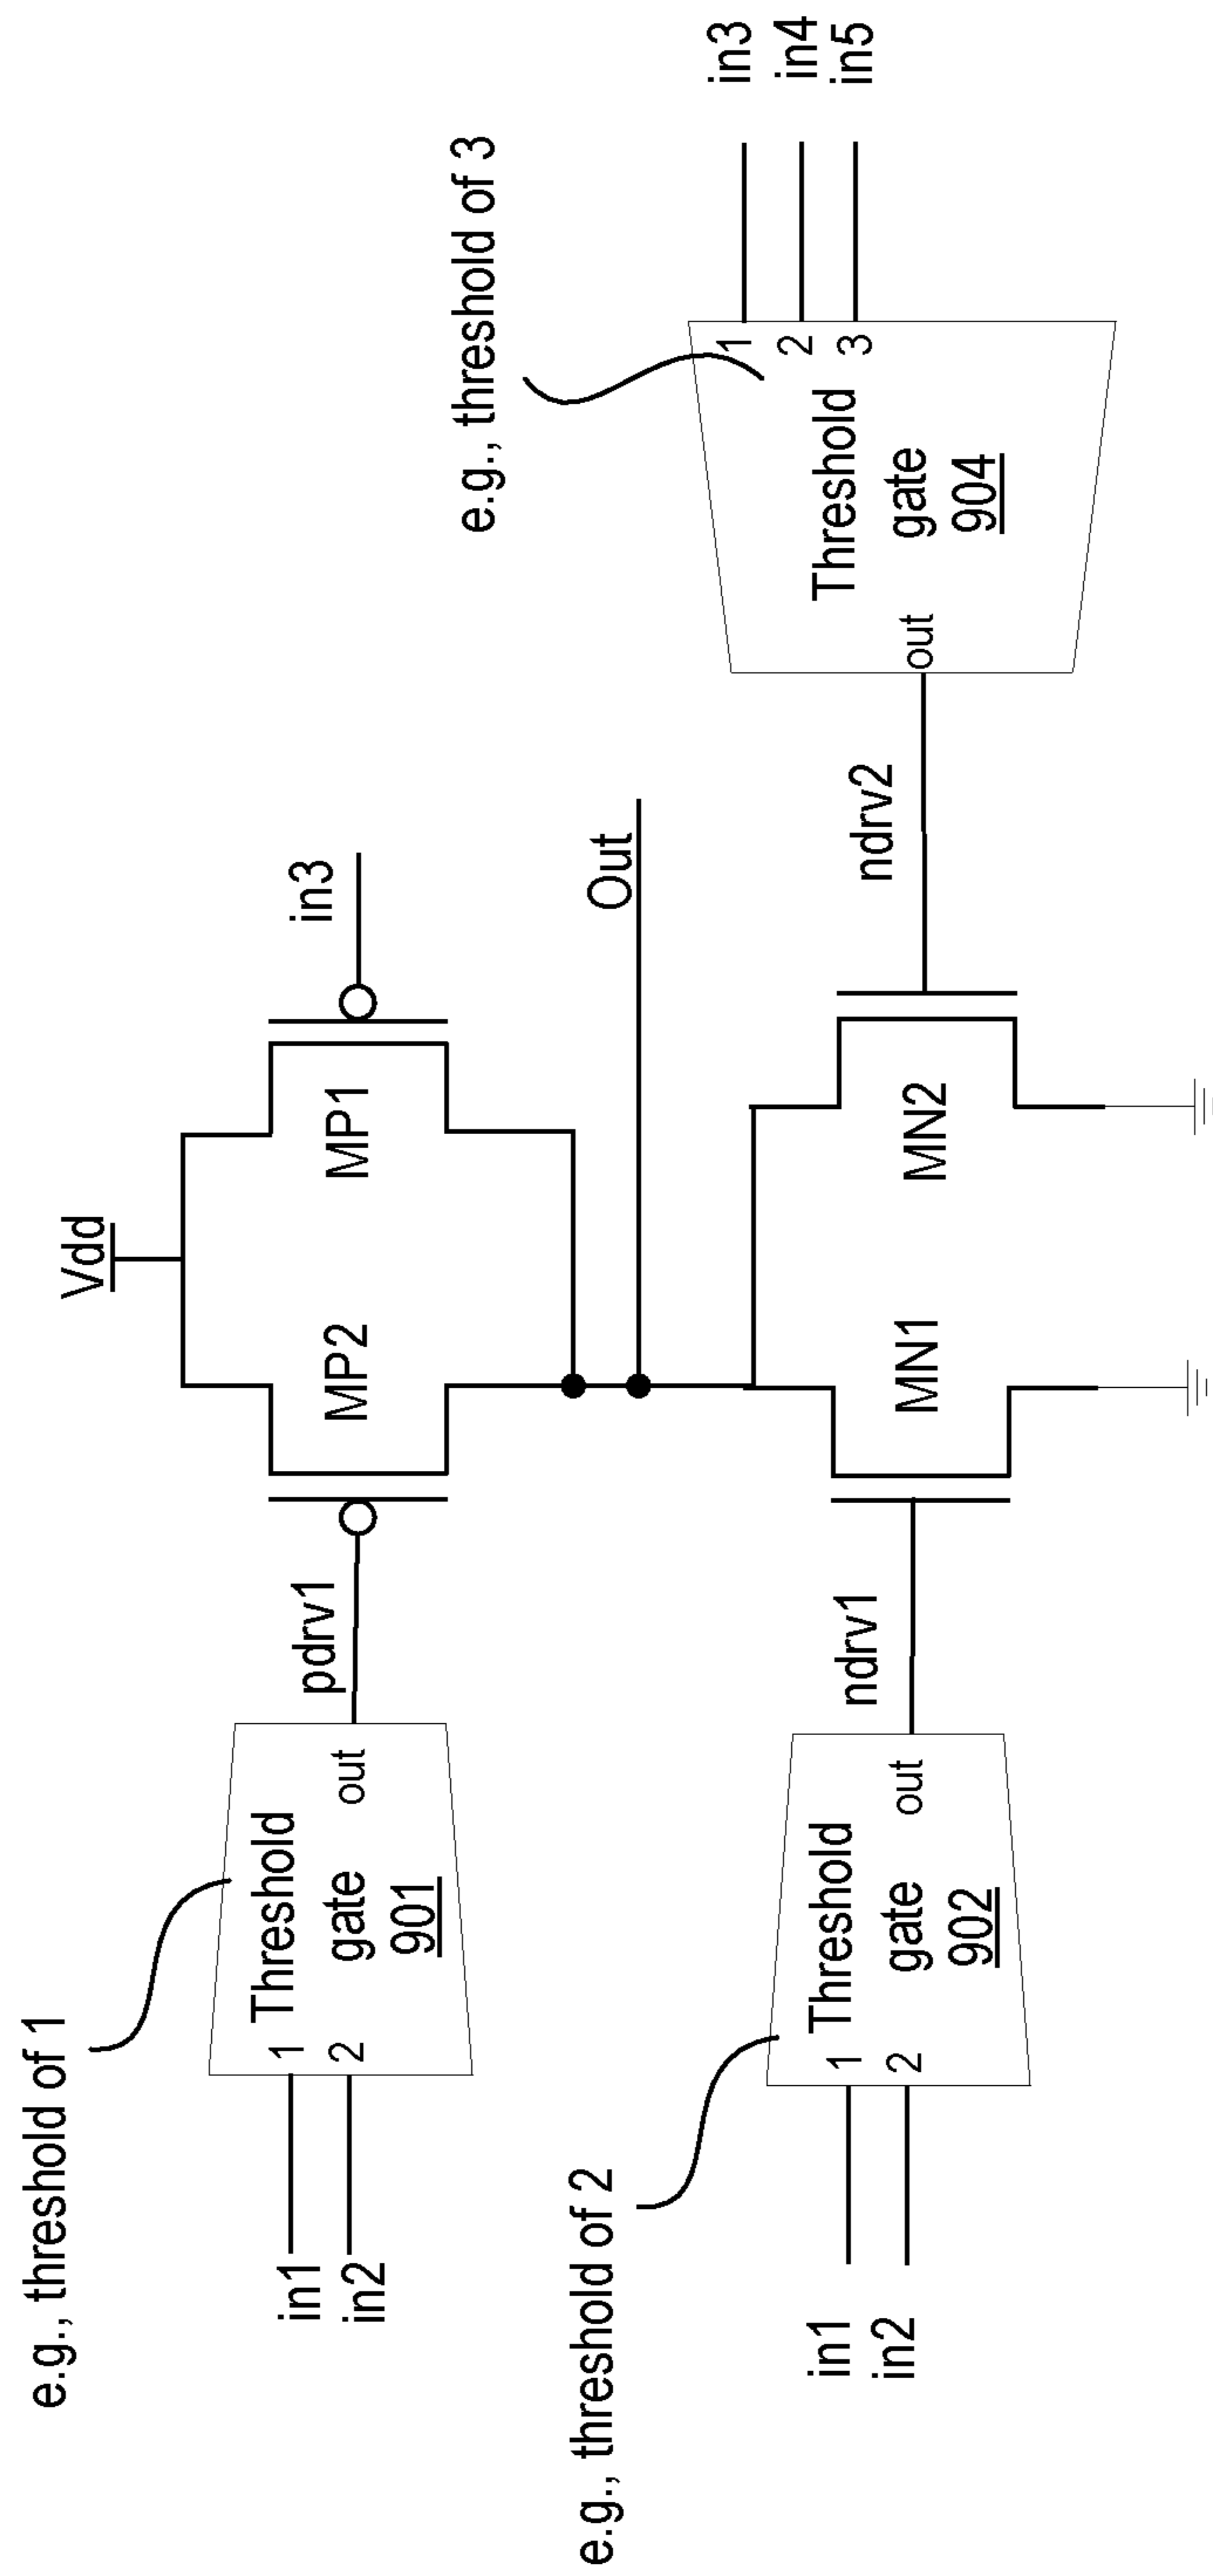 e.g., threshold of 1
in1
in2
1
2
Threshold
gate
901
out
pdrv1
Vdd
MP2
MP1
in3
Out
e.g., threshold of 2
in1
in2
1
2
Threshold
gate
902
out
ndrv1
MN1
MN2
ndrv2
out
Threshold
gate
904
1
2
3
e.g., threshold of 3
in3
in4
in5